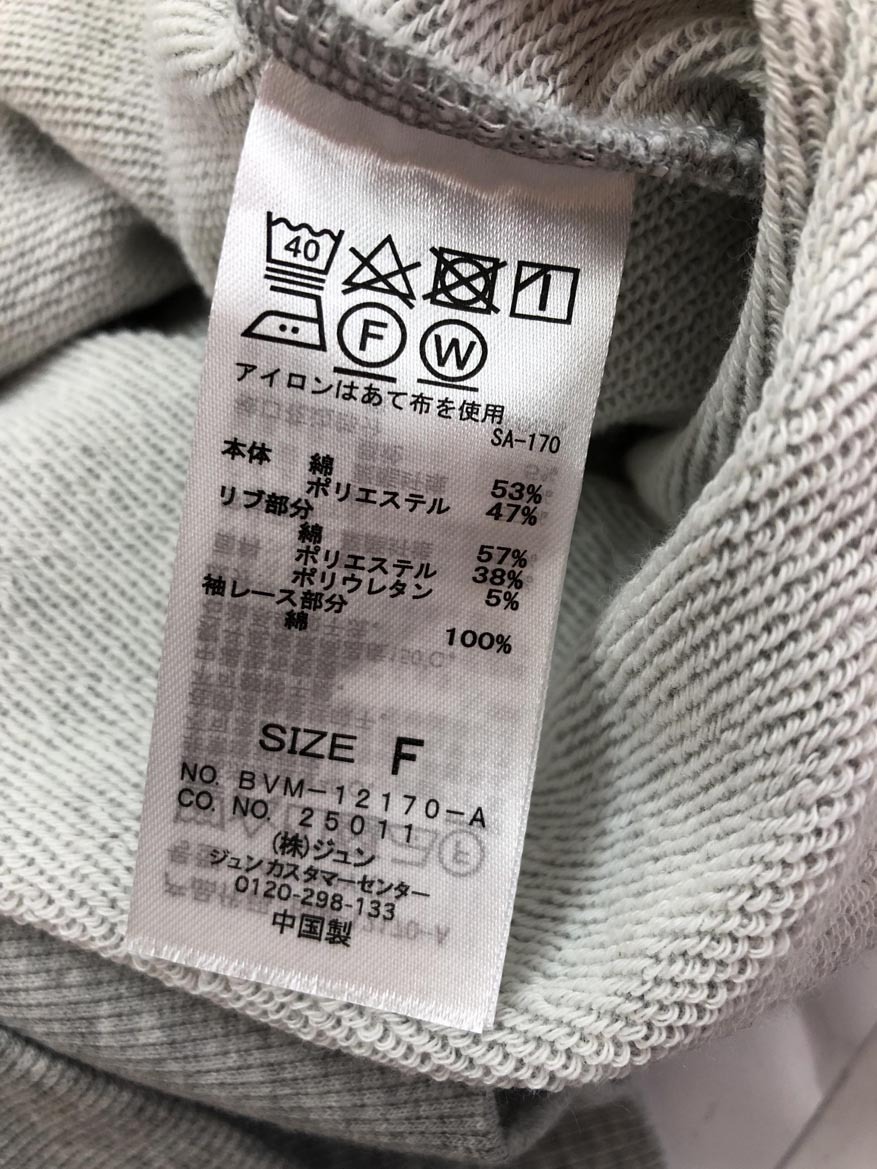 40
F W
アイロンはあて布を使用
SA-170
本体 綿 53%
ポリエステル 47%
リブ部分
綿 57%
ポリエステル 38%
ポリウレタン 5%
袖レース部分
綿 100%
SIZE F
NO. BVM-12170-A
CO. NO. 25011
(株)ジュン
ジュンカスタマーセンター
0120-298-133
中国製